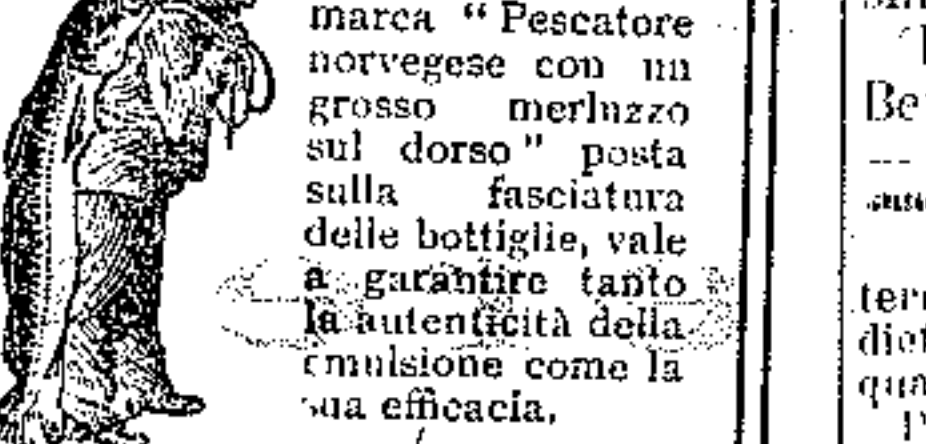 marca “ Pescatore
norvegese con un
grosso merluzzo
sul dorso ” posta
sulla fasciatura
delle bottiglie, vale
a garantire tanto
la autenticità della
emulsione come la
sua efficacia.